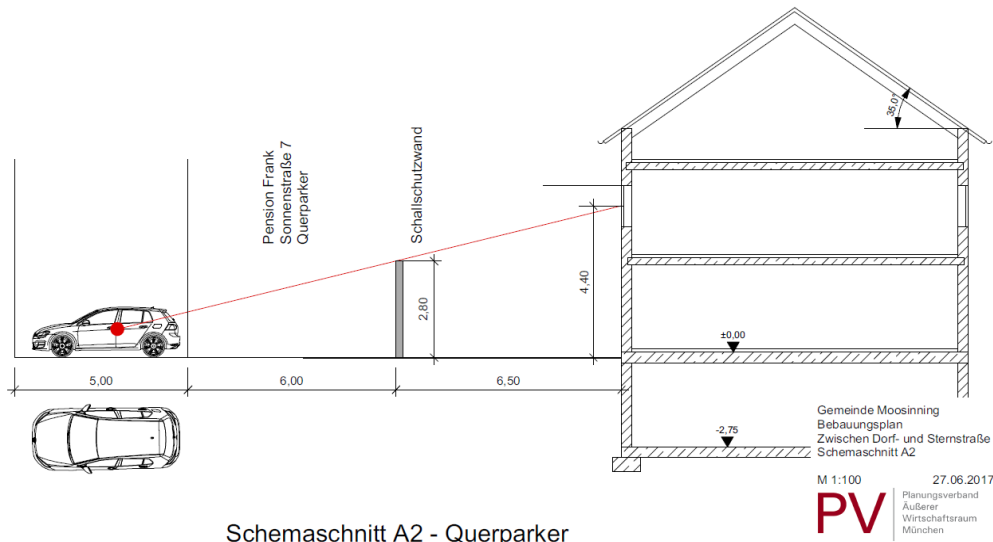 35,0°
Pension Frank
Sonnenstraße 7
Querparker
Schallschutzwand
4,40
2,80
±0,00
5,00
6,00
6,50
-2,75
Gemeinde Moosinning
Bebauungsplan
Zwischen Dorf- und Sternstraße
Schemaschnitt A2
M 1:100 27.06.2017
PV
Planungsverband
Äußerer
Wirtschaftsraum
München
Schemaschnitt A2 - Querparker